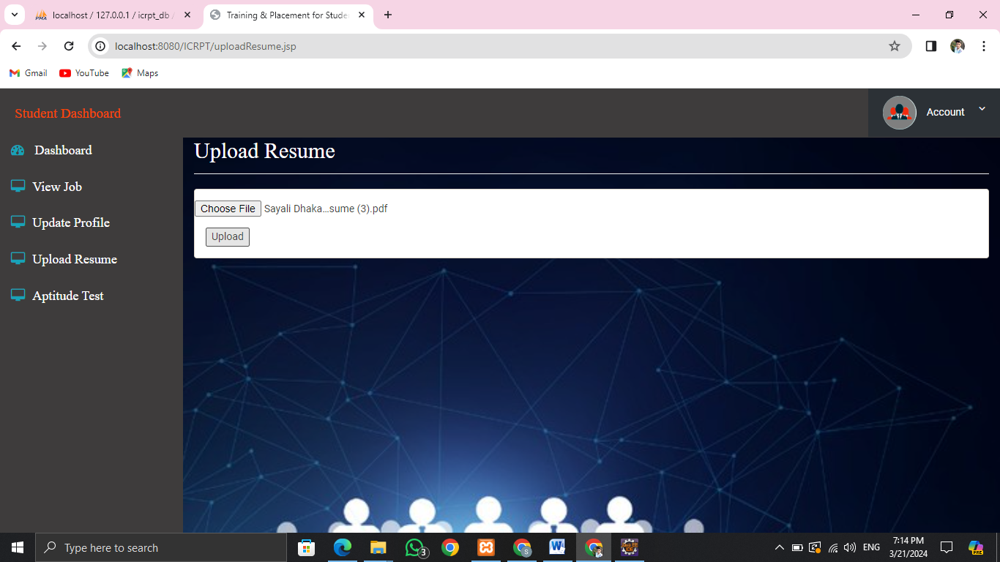 localhost / 127.0.0.1 / icrpt_db /
Training & Placement for Stude
localhost:8080/ICRPT/uploadResume.jsp
Gmail YouTube Maps
Student Dashboard
Account
Dashboard
Upload Resume
View Job
Choose File Sayali Dhaka...sume (3).pdf
Update Profile
Upload
Upload Resume
Aptitude Test
Type here to search
3
S
ENG
7:14 PM
3/21/2024
PRE